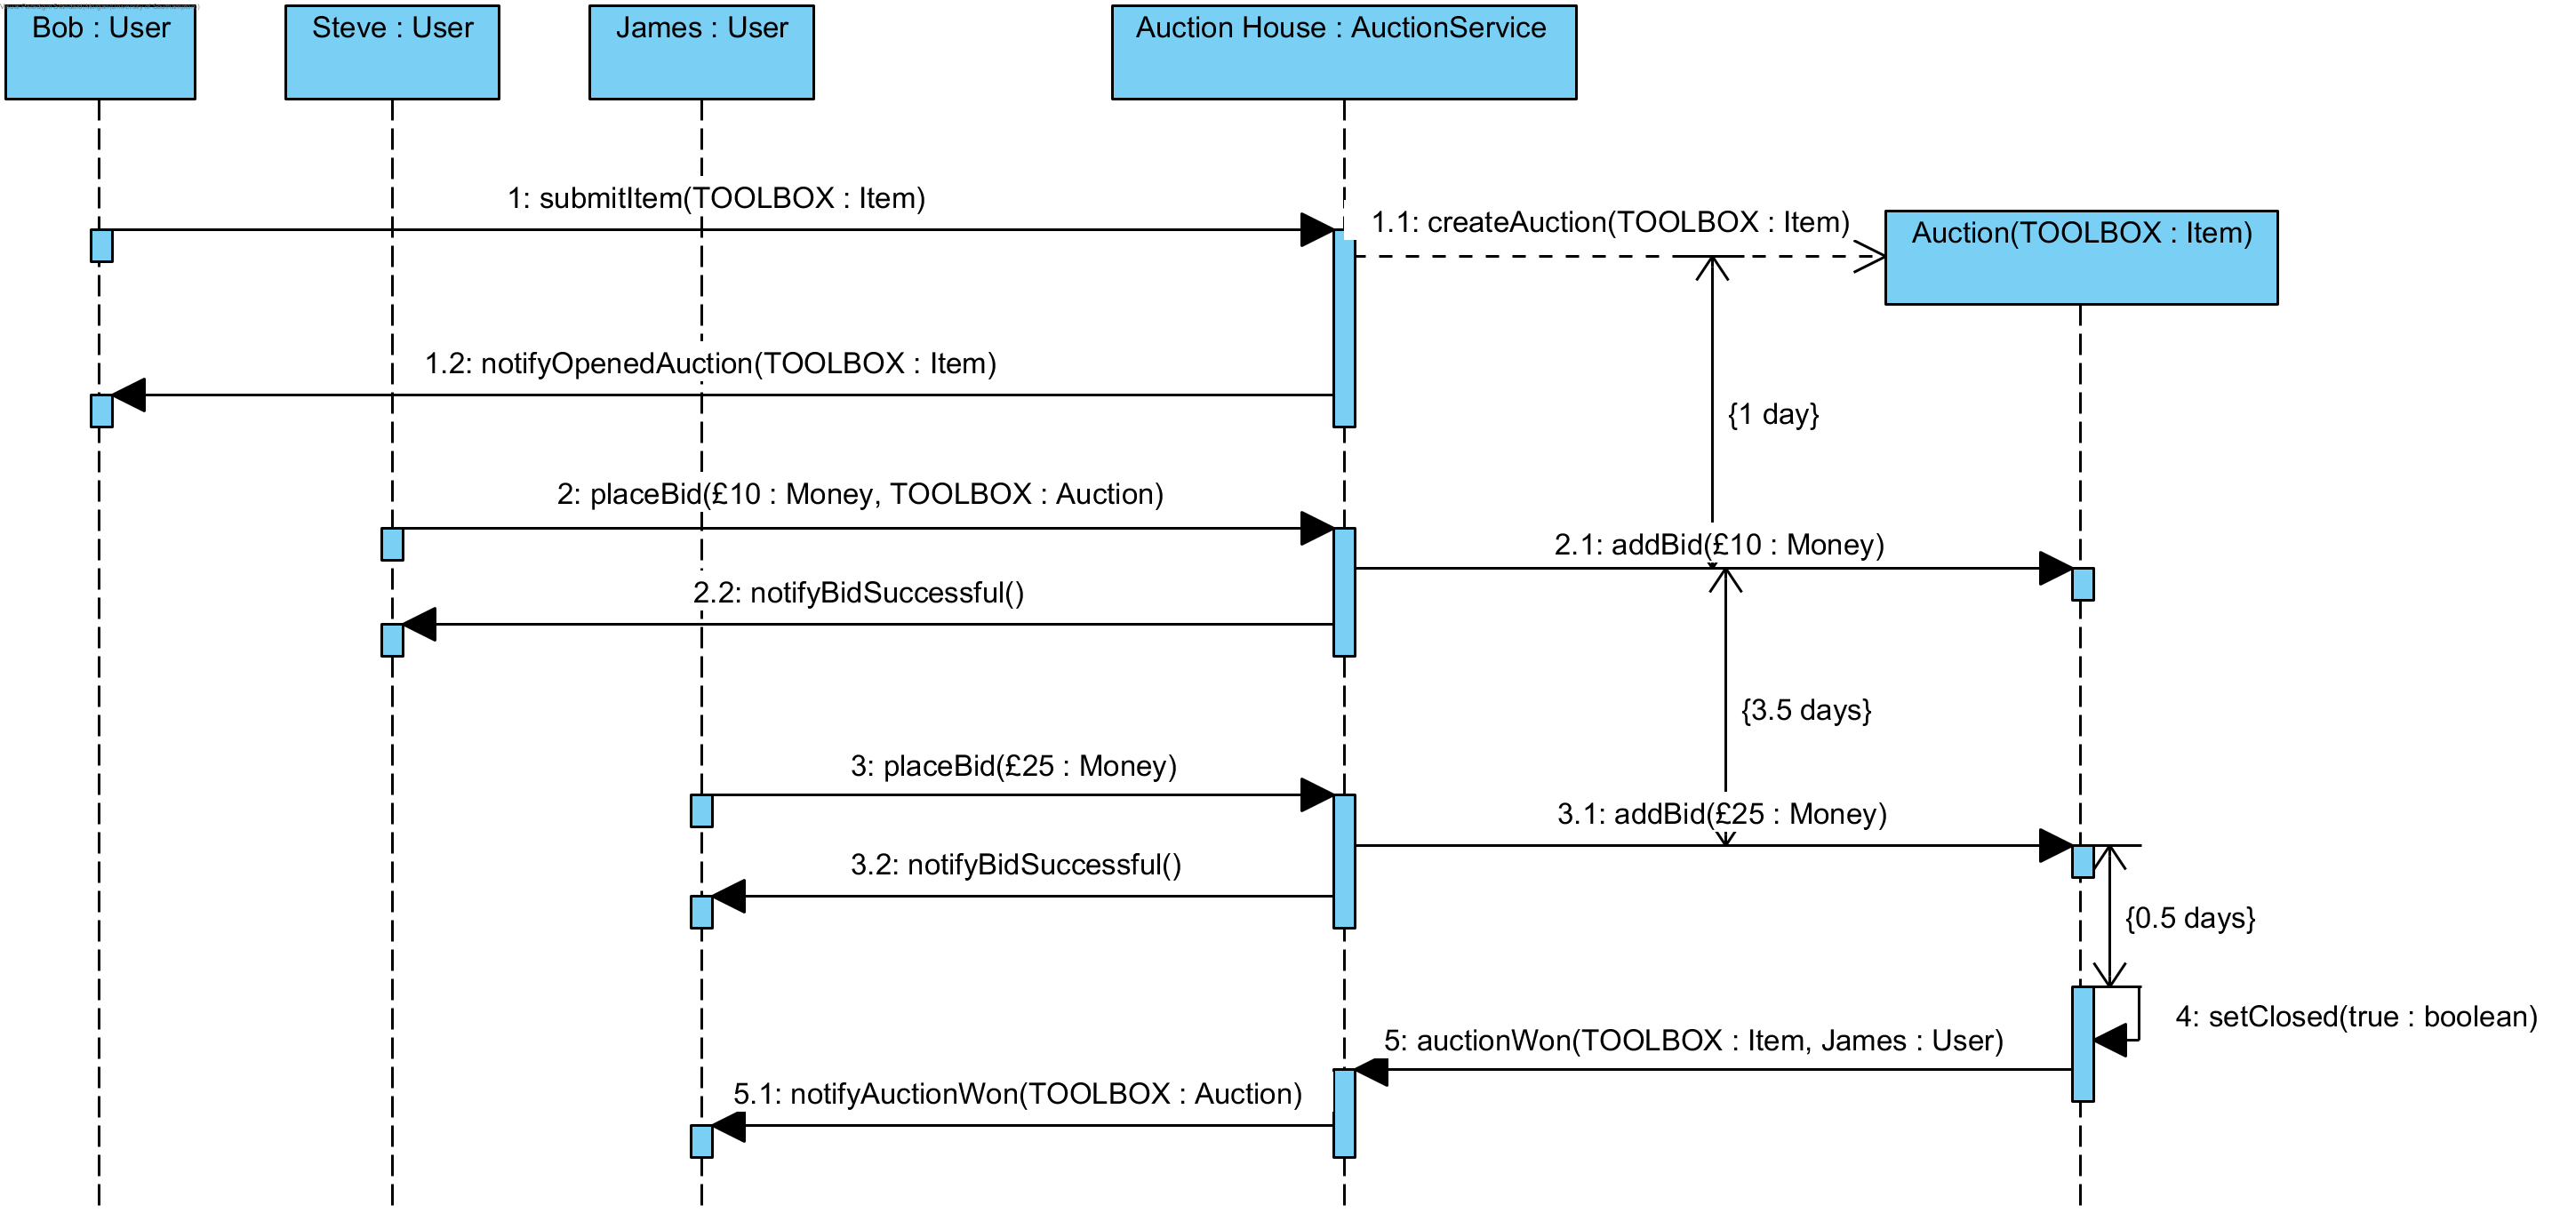 Bob : User
Steve : User
James : User
Auction House : AuctionService
1: submitItem(TOOLBOX : Item)
1.1: createAuction(TOOLBOX : Item)
Auction(TOOLBOX : Item)
1.2: notifyOpenedAuction(TOOLBOX : Item)
{1 day}
2: placeBid(£10 : Money, TOOLBOX : Auction)
2.1: addBid(£10 : Money)
2.2: notifyBidSuccessful()
{3.5 days}
3: placeBid(£25 : Money)
3.1: addBid(£25 : Money)
3.2: notifyBidSuccessful()
{0.5 days}
4: setClosed(true : boolean)
5: auctionWon(TOOLBOX : Item, James : User)
5.1: notifyAuctionWon(TOOLBOX : Auction)